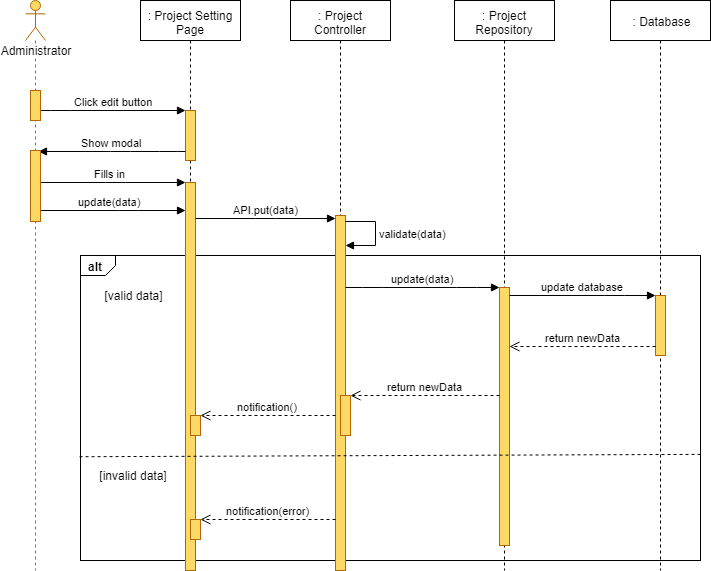 : Project Setting
Page
: Project
Controller
: Project
Repository
: Database
Administrator
Click edit button
Show modal
Fills in
update(data)
API.put(data)
validate(data)
alt
[valid data]
update(data)
update database
return newData
return newData
notification()
[invalid data]
notification(error)